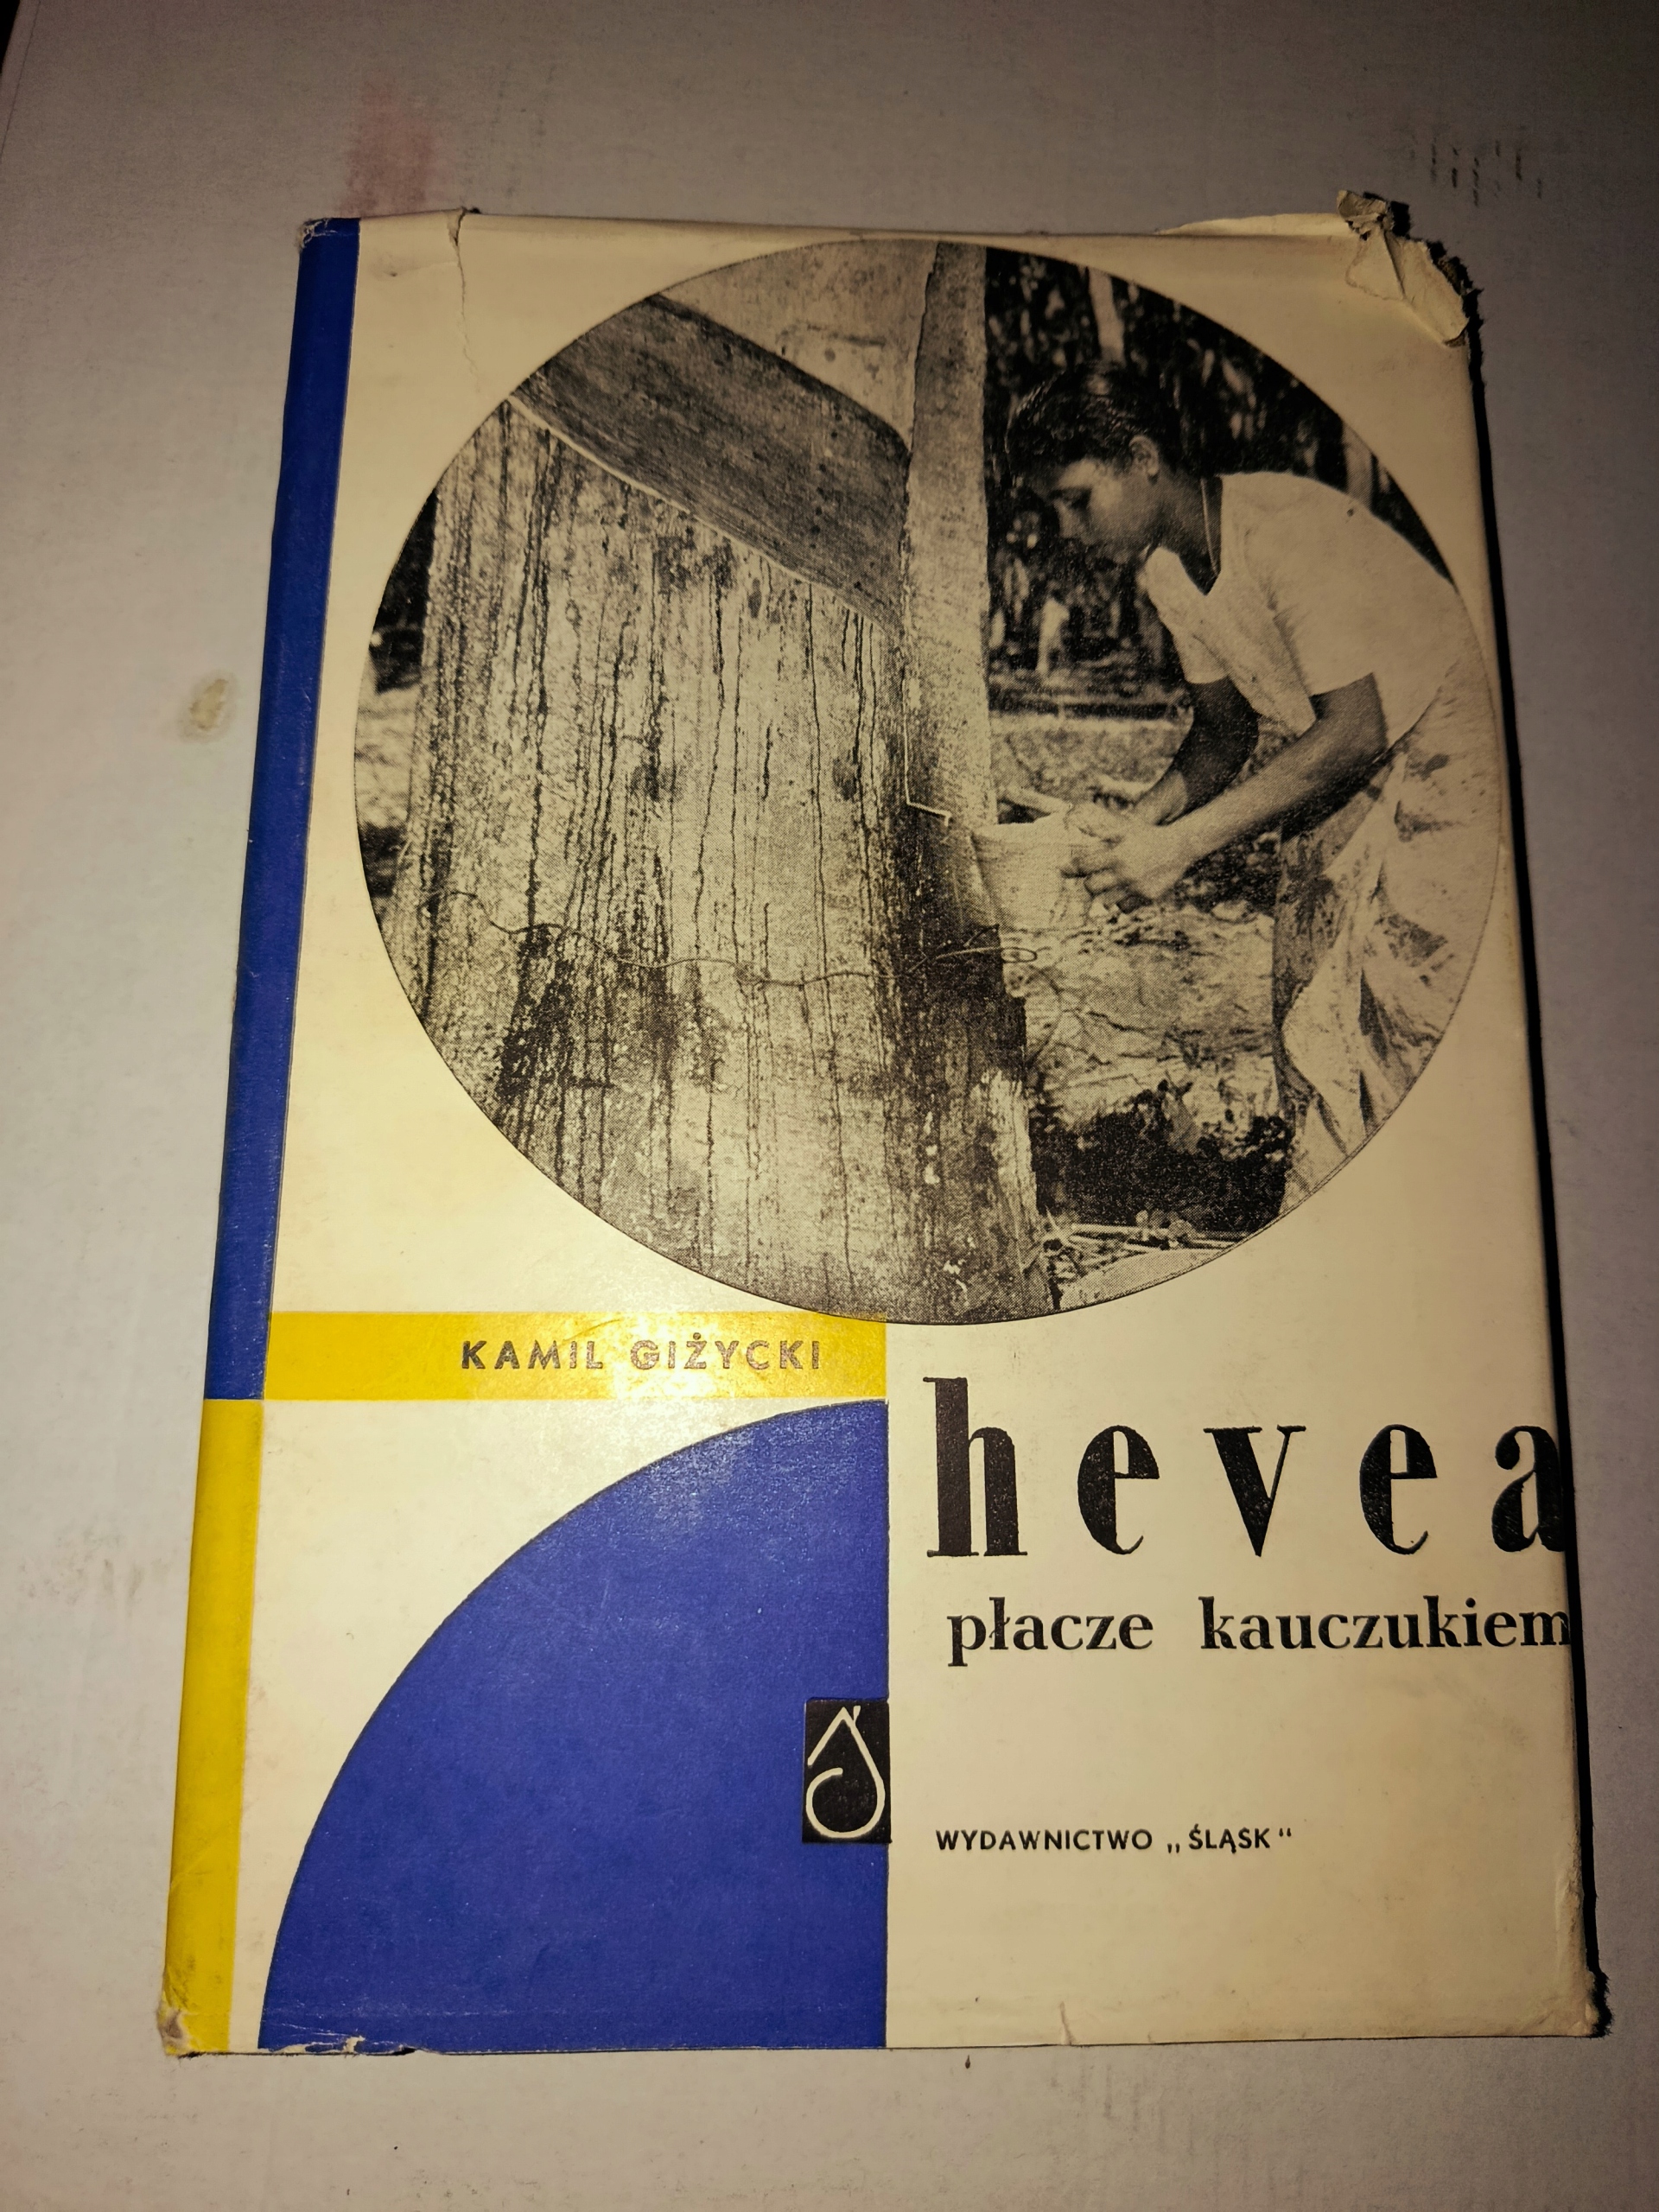 KAMIL GIŻYCKI
hevea
płacze kauczukiem
WYDAWNICTWO „ŚLĄSK“